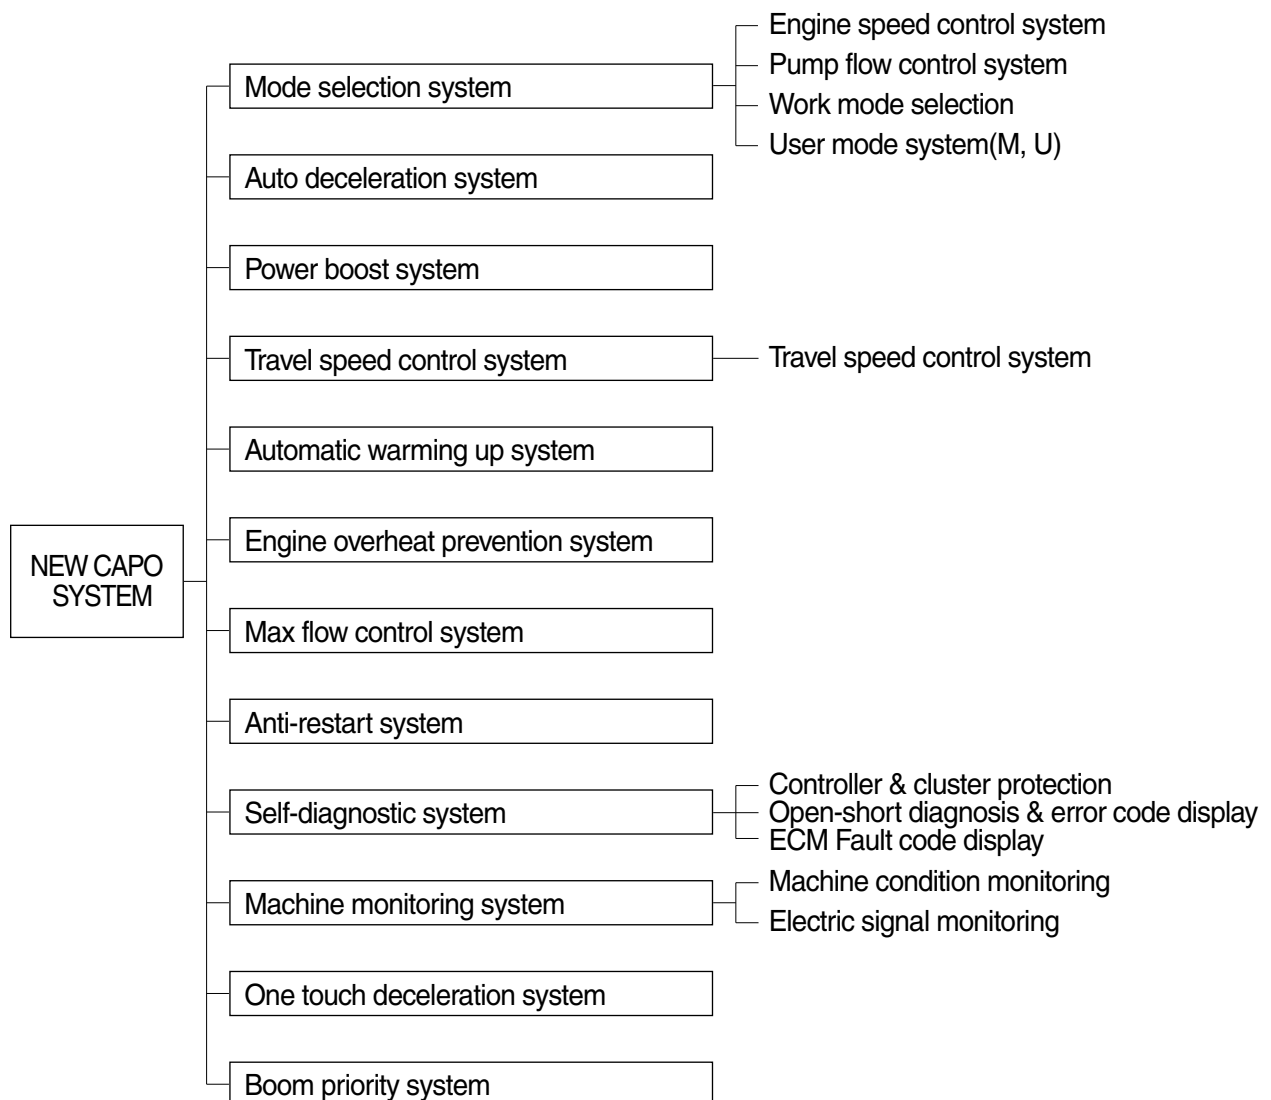 Engine speed control system
Pump flow control system
Mode selection system
Work mode selection
User mode system(M, U)
Auto deceleration system
Power boost system
Travel speed control system
Travel speed control system
Automatic warming up system
Engine overheat prevention system
NEW CAPO
SYSTEM
Max flow control system
Anti-restart system
Self-diagnostic system
Controller & cluster protection
Open-short diagnosis & error code display
ECM Fault code display
Machine monitoring system
Machine condition monitoring
Electric signal monitoring
One touch deceleration system
Boom priority system